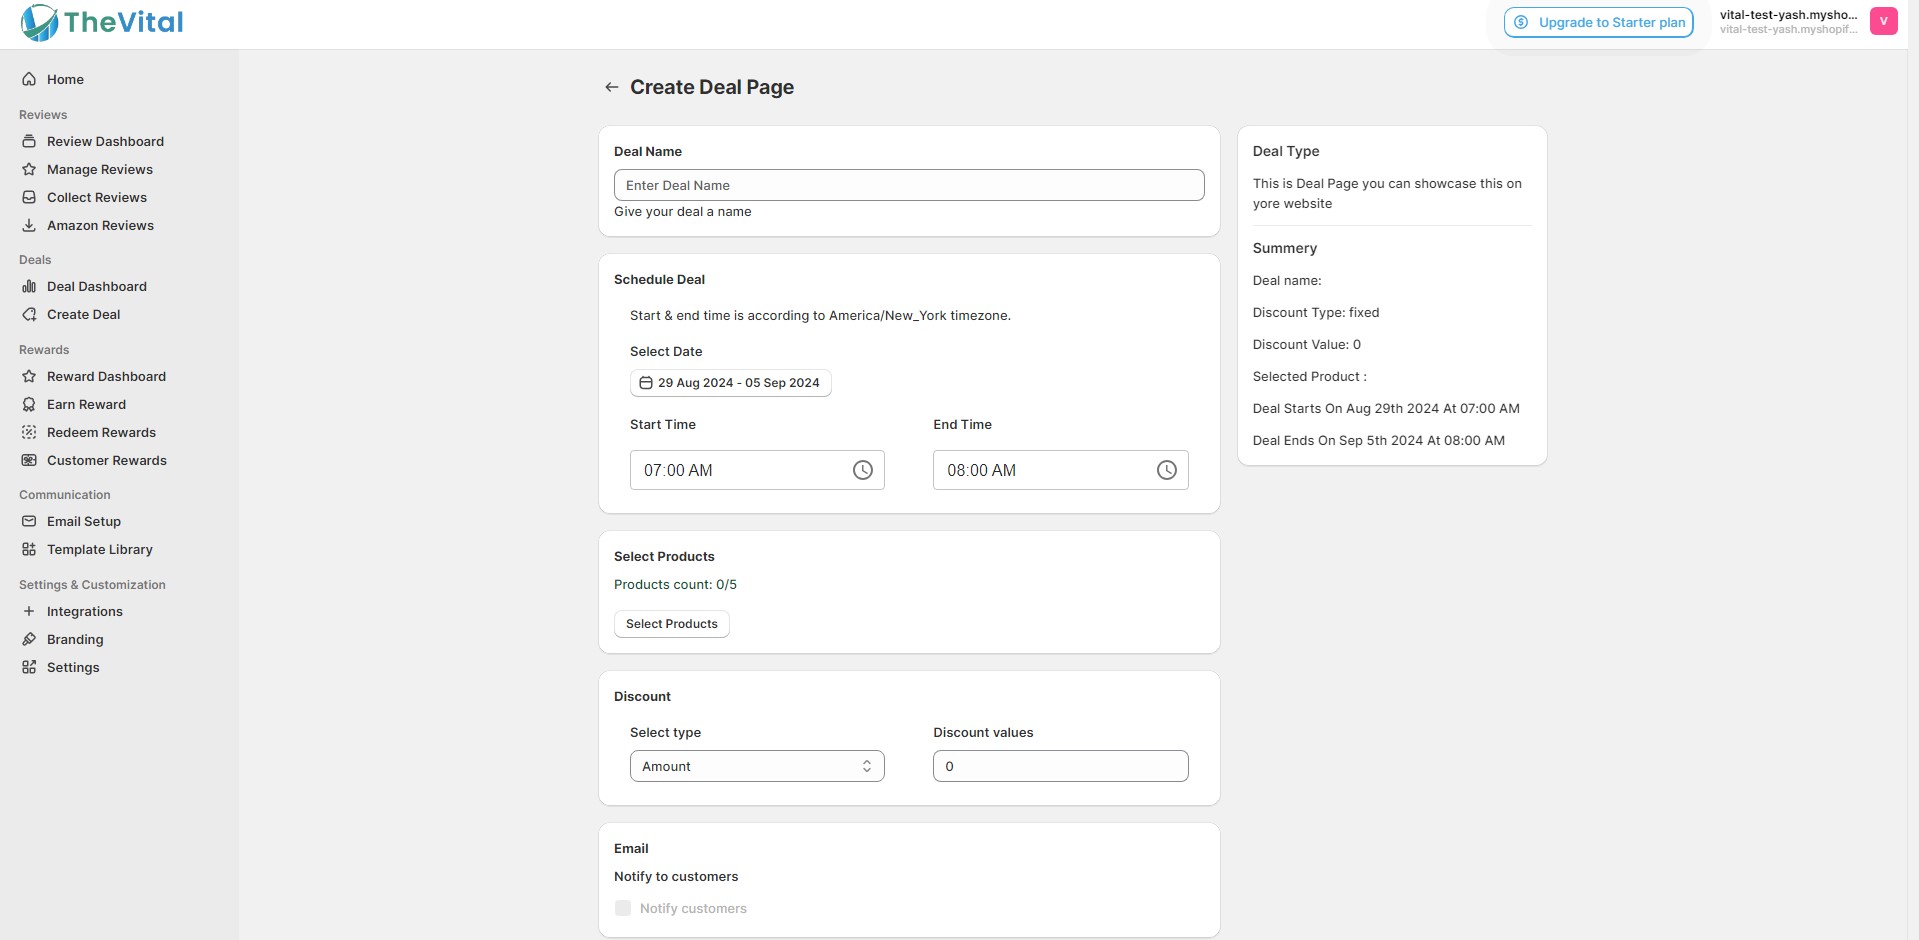 TheVital
Upgrade to Starter plan
vital-test-yash.mysho...
vital-test-yash.myshopif...
V
Home
Reviews
Review Dashboard
Manage Reviews
Collect Reviews
Amazon Reviews
Deals
Deal Dashboard
Create Deal
Rewards
Reward Dashboard
Earn Reward
Redeem Rewards
Customer Rewards
Communication
Email Setup
Template Library
Settings & Customization
Integrations
Branding
Settings
Create Deal Page
Deal Name
Enter Deal Name
Give your deal a name
Schedule Deal
Start & end time is according to America/New_York timezone.
Select Date
29 Aug 2024 - 05 Sep 2024
Start Time
End Time
07:00 AM
08:00 AM
Select Products
Products count: 0/5
Select Products
Discount
Select type
Discount values
Amount
0
Email
Notify to customers
Notify customers
Deal Type
This is Deal Page you can showcase this on
yore website
Summery
Deal name:
Discount Type: fixed
Discount Value: 0
Selected Product :
Deal Starts On Aug 29th 2024 At 07:00 AM
Deal Ends On Sep 5th 2024 At 08:00 AM